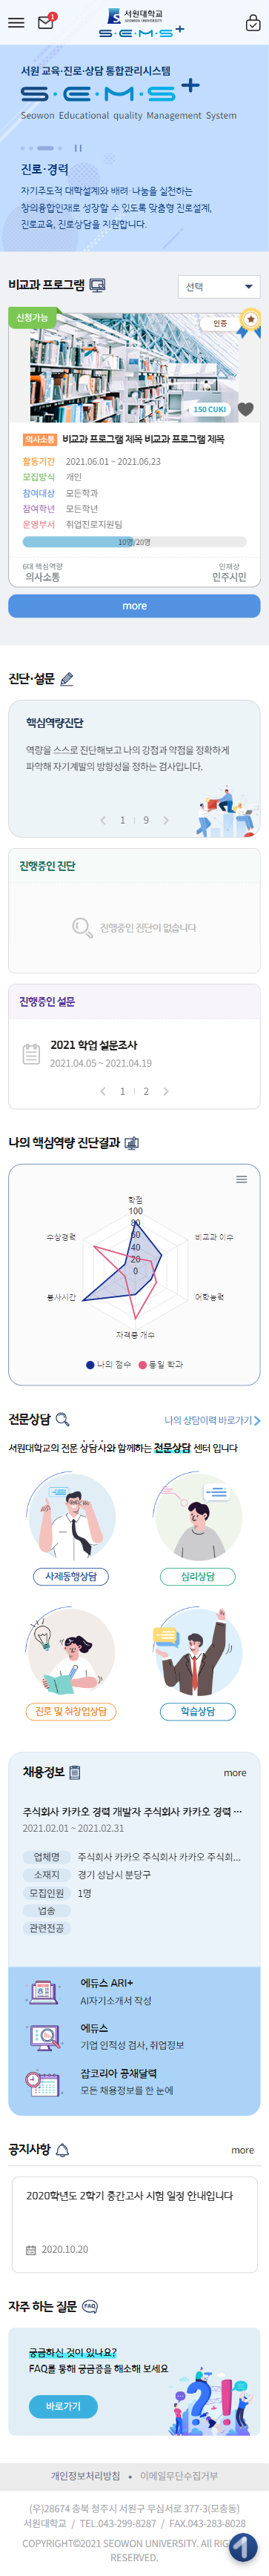 1
서원대학교
SEOWON UNIVERSITY
S·E·M·S+
서원 교육·진로·상담 통합관리시스템
S·E·M·S+
Seowon Educational quality Management System
진로·경력
자기주도적 대학설계와 배려·나눔을 실천하는
창의융합인재로 성장할 수 있도록 맞춤형 진로설계,
진로교육, 진로상담을 지원합니다.
비교과 프로그램
선택
신청가능
인증
150 CUKI
의사소통 비교과 프로그램 제목 비교과 프로그램 제목
활동기간 2021.06.01 ~ 2021.06.23
모집방식 개인
참여대상 모든학과
참여학년 모든학년
운영부서 취업진로지원팀
10명/20명
6대 핵심역량 인재상
의사소통 민주시민
more
진단·설문
핵심역량진단
역량을 스스로 진단해보고 나의 강점과 약점을 정확하게
파악해 자기계발의 방향성을 정하는 검사입니다.
1 | 9
진행중인 진단
진행중인 진단이 없습니다
진행중인 설문
2021 학업 설문조사
2021.04.05 ~ 2021.04.19
1 | 2
나의 핵심역량 진단결과
학점
100
80
60
40
20
0
수상경력
비교과 이수
봉사시간
어학능력
자격증 개수
나의 점수 동일 학과
전문상담
나의 상담이력 바로가기
서원대학교의 전문 상담사와 함께하는 전문상담 센터 입니다
사제동행상담
심리상담
진로 및 취창업상담
학습상담
채용정보
more
주식회사 카카오 경력 개발자 주식회사 카카오 경력 ...
2021.02.01 ~ 2021.02.31
업체명 주식회사 카카오 주식회사 카카오 주식회...
소재지 경기 성남시 분당구
모집인원 1명
업종
관련전공
에듀스 ARI+
AI자기소개서 작성
에듀스
기업 인적성 검사, 취업정보
잡코리아 공채달력
모든 채용정보를 한 눈에
공지사항
more
2020학년도 2학기 중간고사 시험 일정 안내입니다
2020.10.20
자주 하는 질문
FAQ
궁금하신 것이 있나요?
FAQ를 통해 궁금증을 해소해 보세요
바로가기
개인정보처리방침 • 이메일무단수집거부
(우)28674 충북 청주시 서원구 무심서로 377-3(모충동)
서원대학교 / TEL.043-299-8287 / FAX.043-283-8028
COPYRIGHT©2021 SEOWON UNIVERSITY. All RIG
RESERVED.
1